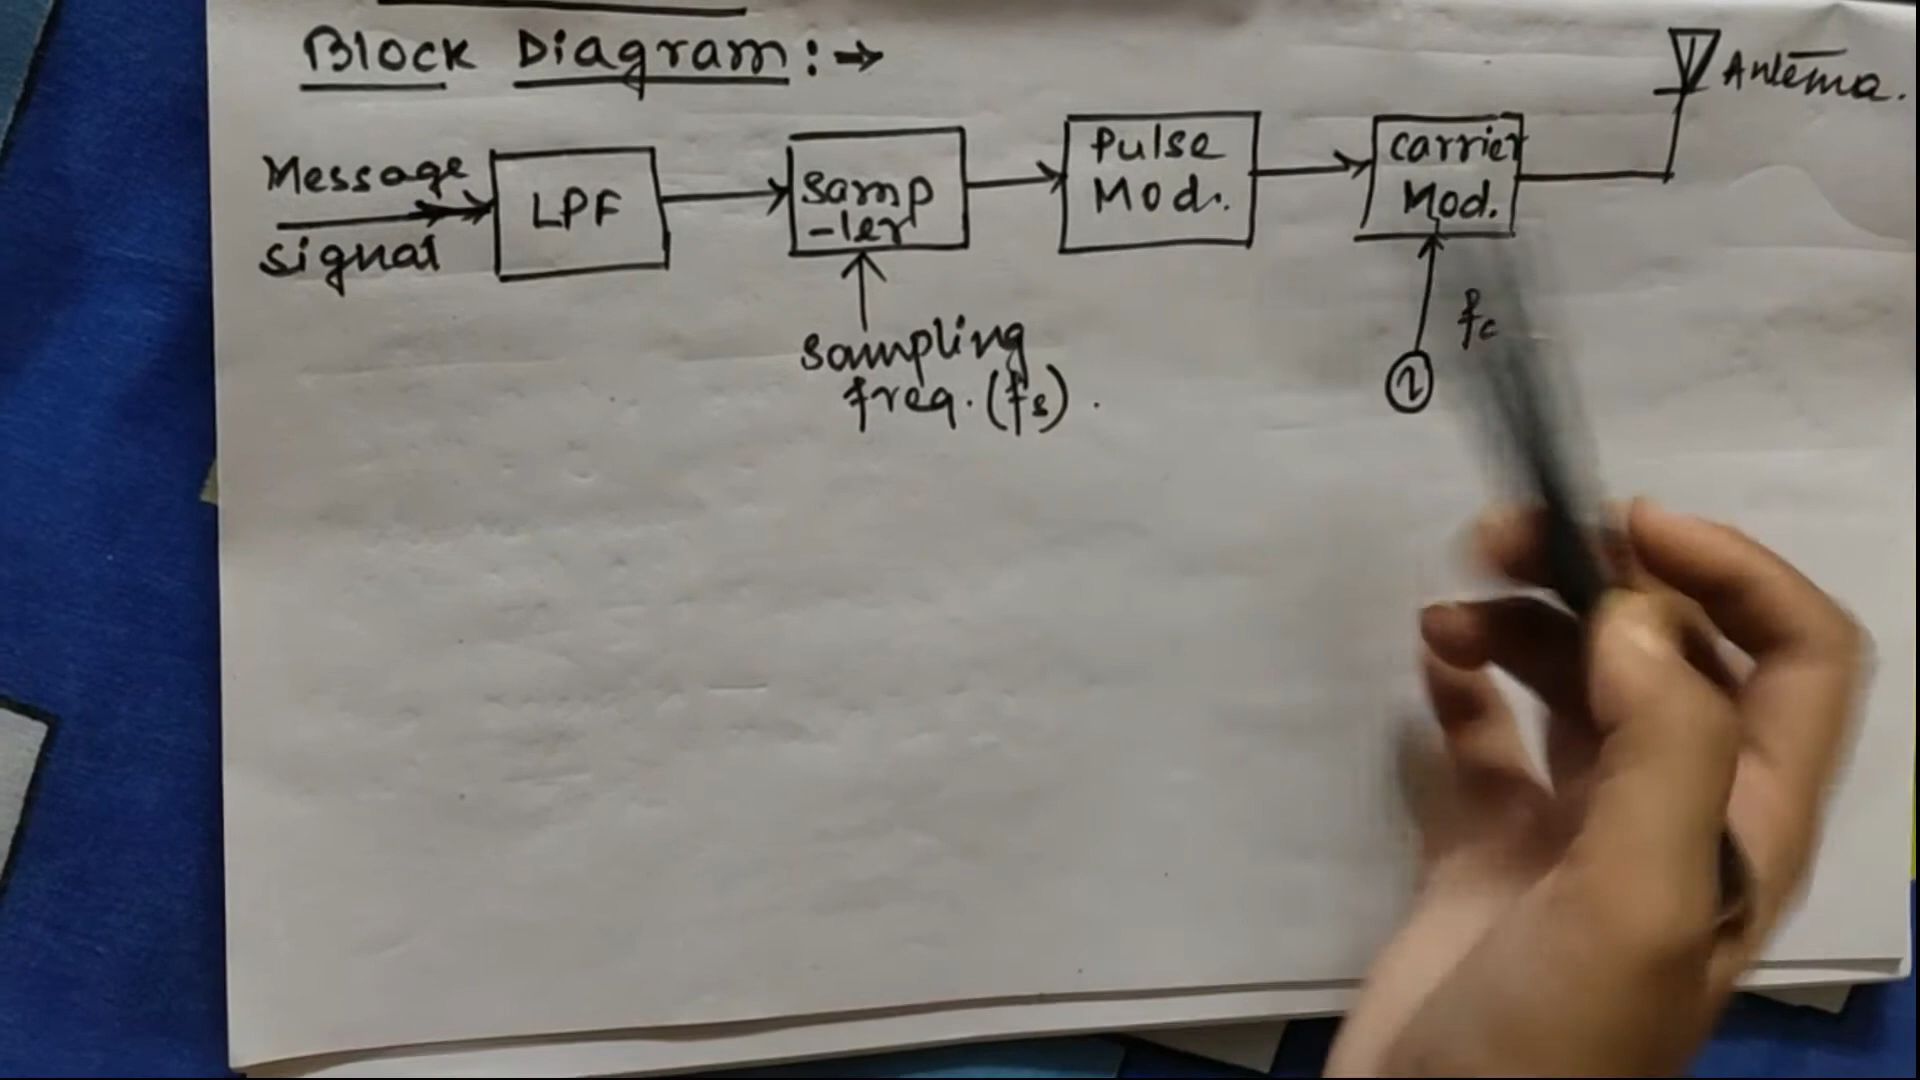 Block Diagram:→
Message
signal
LPF
Samp
-ler
Pulse
Mod.
carrier
Mod.
Antenna.
fc
Sampling
freq. (fs).